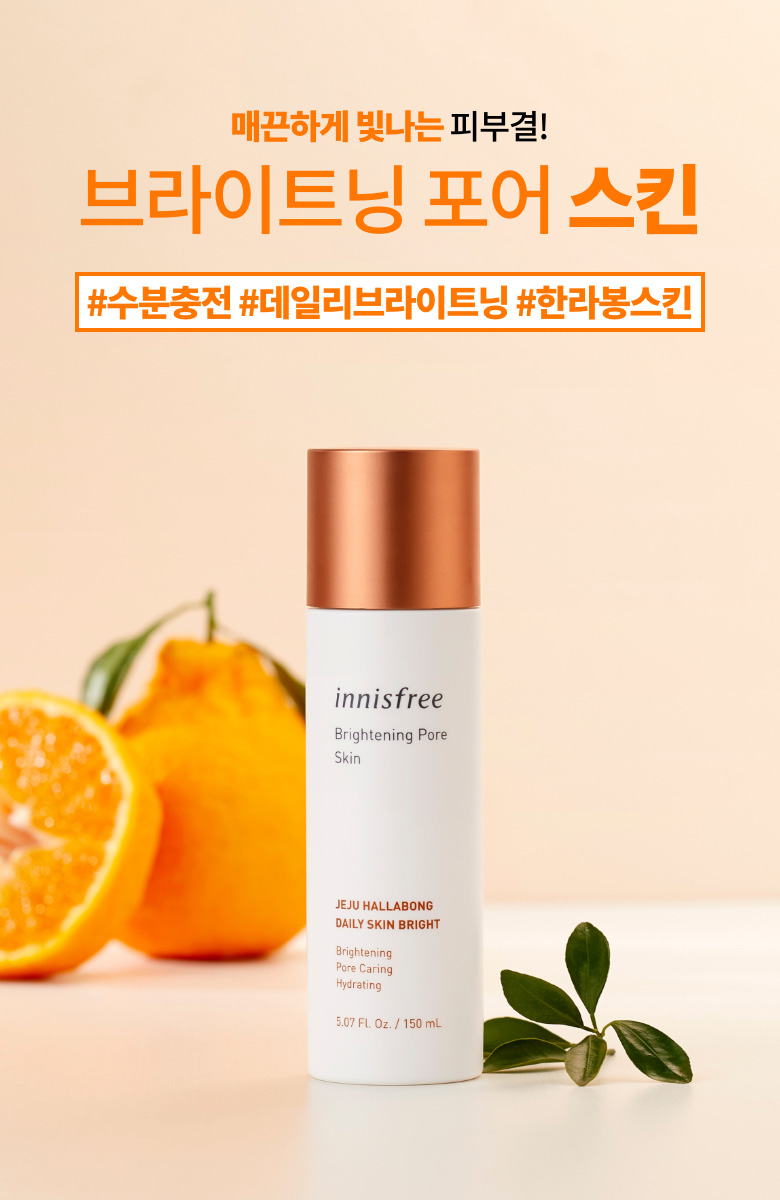 매끈하게 빛나는 피부결!
브라이트닝 포어 스킨
#수분충전 #데일리브라이트닝 #한라봉스킨
innisfree
Brightening Pore
Skin
JEJU HALLABONG
DAILY SKIN BRIGHT
Brightening
Pore Caring
Hydrating
5.07 Fl. Oz. / 150 mL